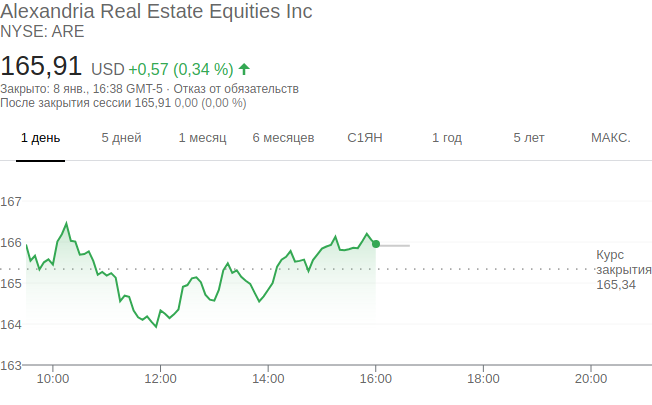 Alexandria Real Estate Equities Inc
NYSE: ARE
165,91 USD +0,57 (0,34 %)
Закрыто: 8 янв., 16:38 GMT-5 · Отказ от обязательств
После закрытия сессии 165,91 0,00 (0,00 %)
1 день 5 дней 1 месяц 6 месяцев С1ЯН 1 год 5 лет МАКС.
167
166
Курс
закрытия
165,34
165
164
163
10:00 12:00 14:00 16:00 18:00 20:00